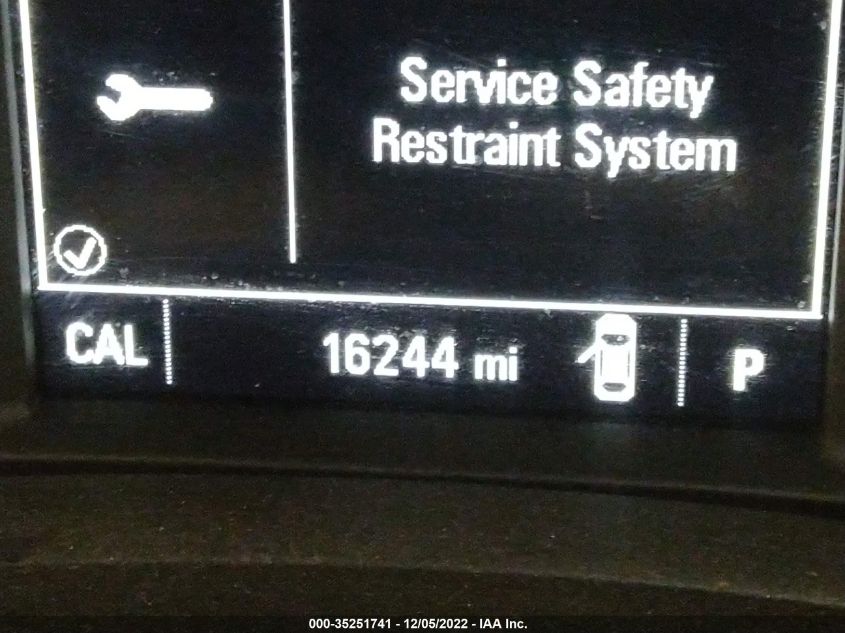 Service Safety
Restraint System
CAL
16244 mi
P
000-35251741 - 12/05/2022 - IAA Inc.